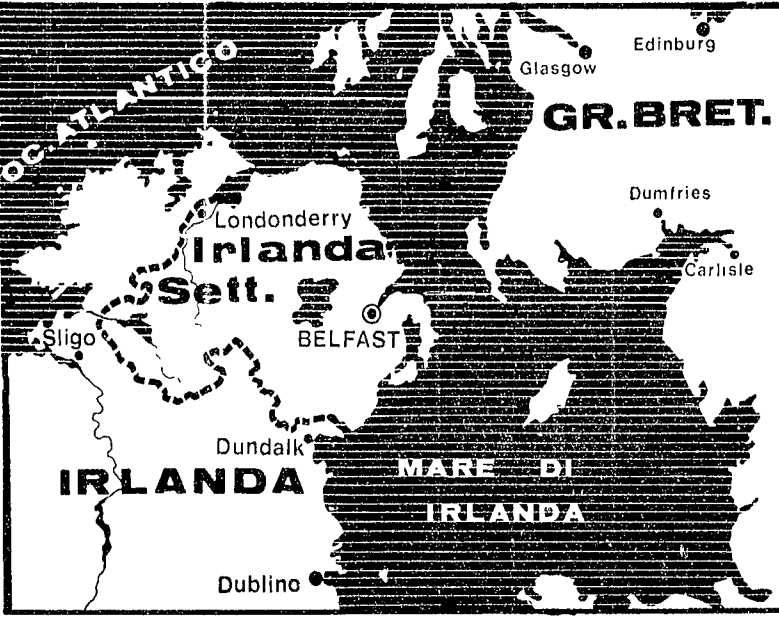 OC. ATLANTICO
Edinburg
Glasgow
GR. BRET.
Dumfries
Londonderry
Irlanda
Sett.
Carlisle
Sligo
BELFAST
Dundalk
IRLANDA
MARE DI
IRLANDA
Dublino